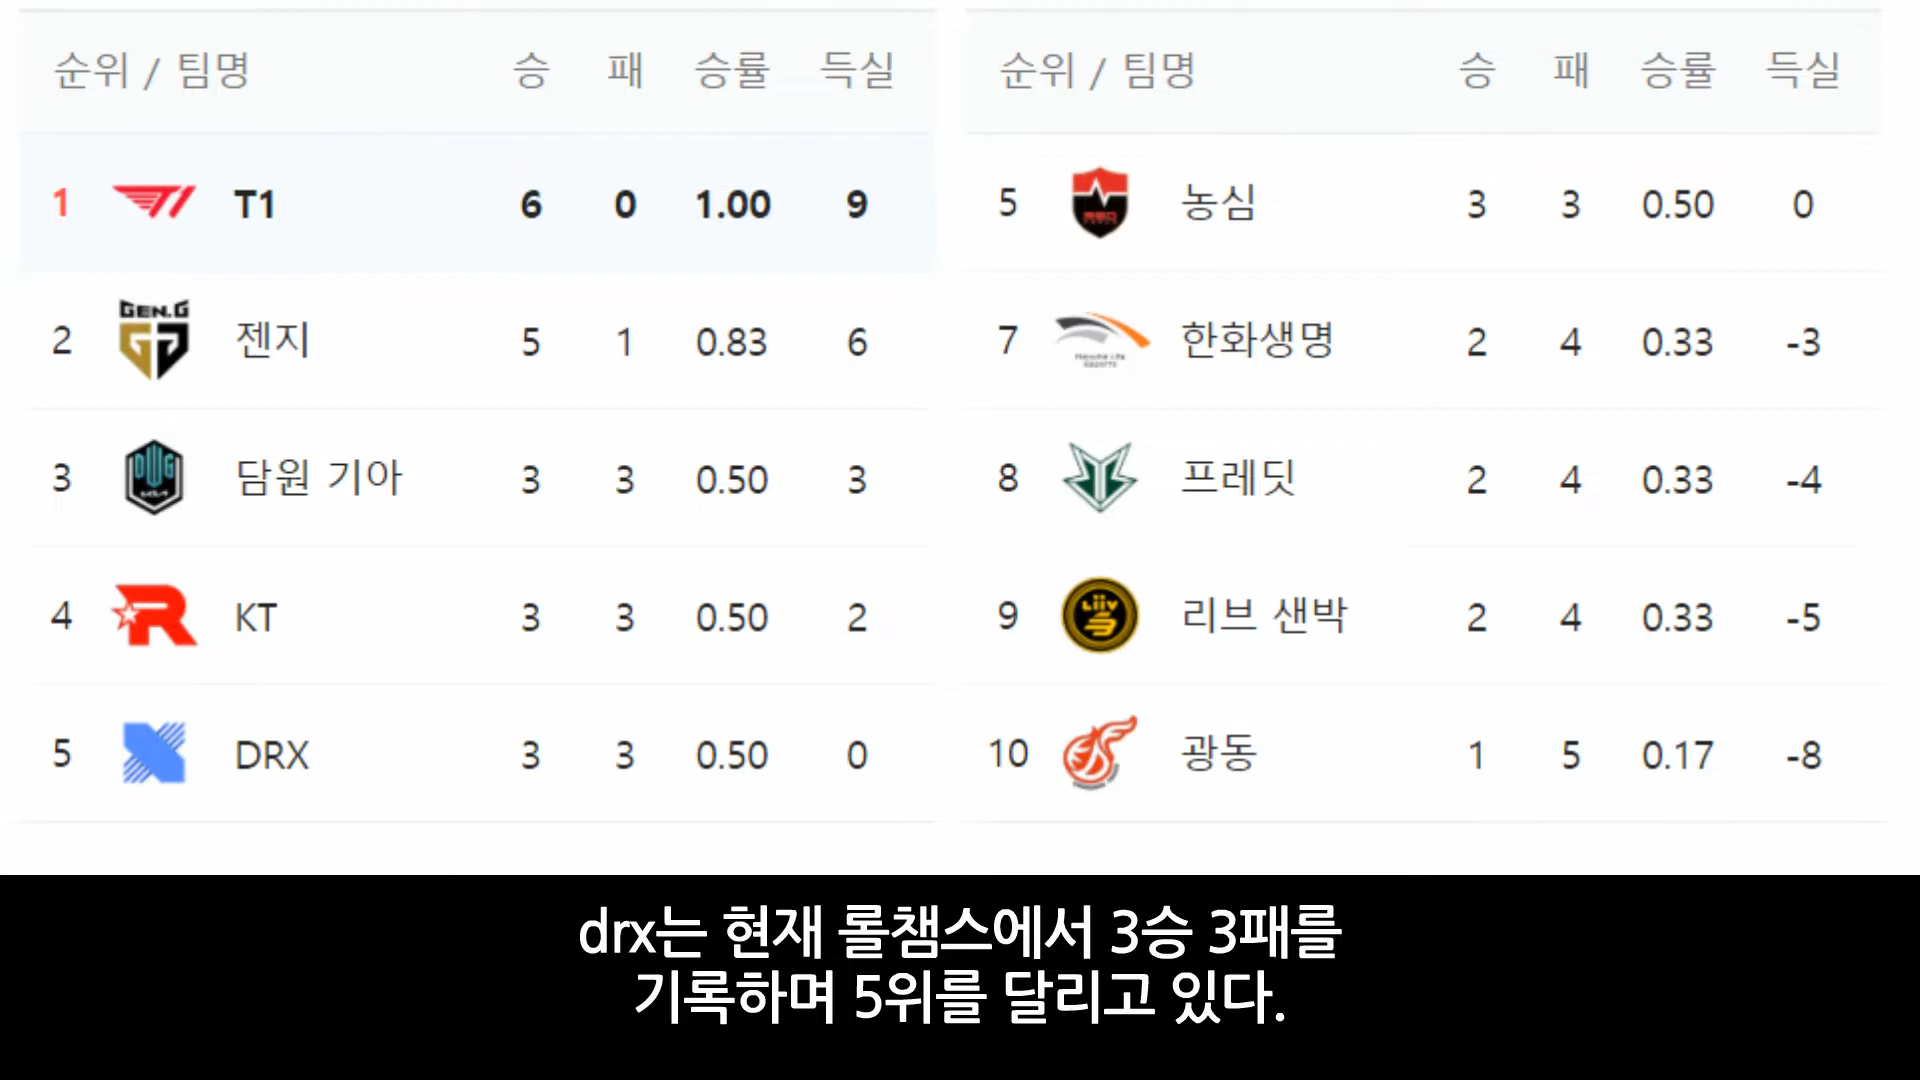 순위 / 팀명 승 패 승률 득실
1 T1 6 0 1.00 9
2 GEN.G 젠지 5 1 0.83 6
3 담원 기아 3 3 0.50 3
4 KT 3 3 0.50 2
5 DRX 3 3 0.50 0
순위 / 팀명 승 패 승률 득실
5 농심 3 3 0.50 0
7 한화생명 2 4 0.33 -3
8 프레딧 2 4 0.33 -4
9 Liiv 리브 샌박 2 4 0.33 -5
10 광동 1 5 0.17 -8
drx는 현재 롤챔스에서 3승 3패를
기록하며 5위를 달리고 있다.